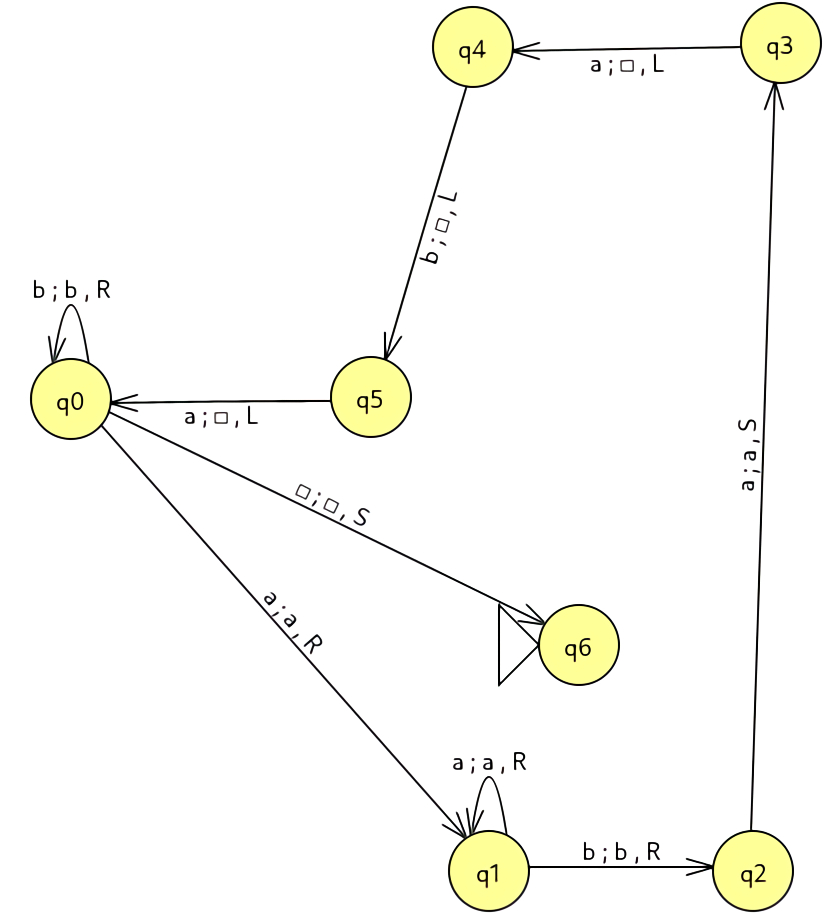 q4
q3
a ; □ , L
b ; □ , L
b ; b , R
q0
q5
a ; □ , L
a ; a , S
□ ; □ , S
a ; a , R
q6
a ; a , R
b ; b , R
q1
q2